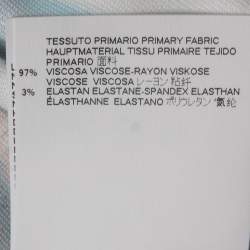 TESSUTO PRIMARIO PRIMARY FABRIC
HAUPTMATERIAL TISSU PRIMAIRE TEJIDO
PRIMARIO 面料
97% VISCOSA VISCOSE-RAYON VISKOSE
VISCOSE VISCOSA レーヨン 粘纤
3% ELASTAN ELASTANE-SPANDEX ELASTHAN
ÉLASTHANNE ELASTANO ポリウレタン 氨纶